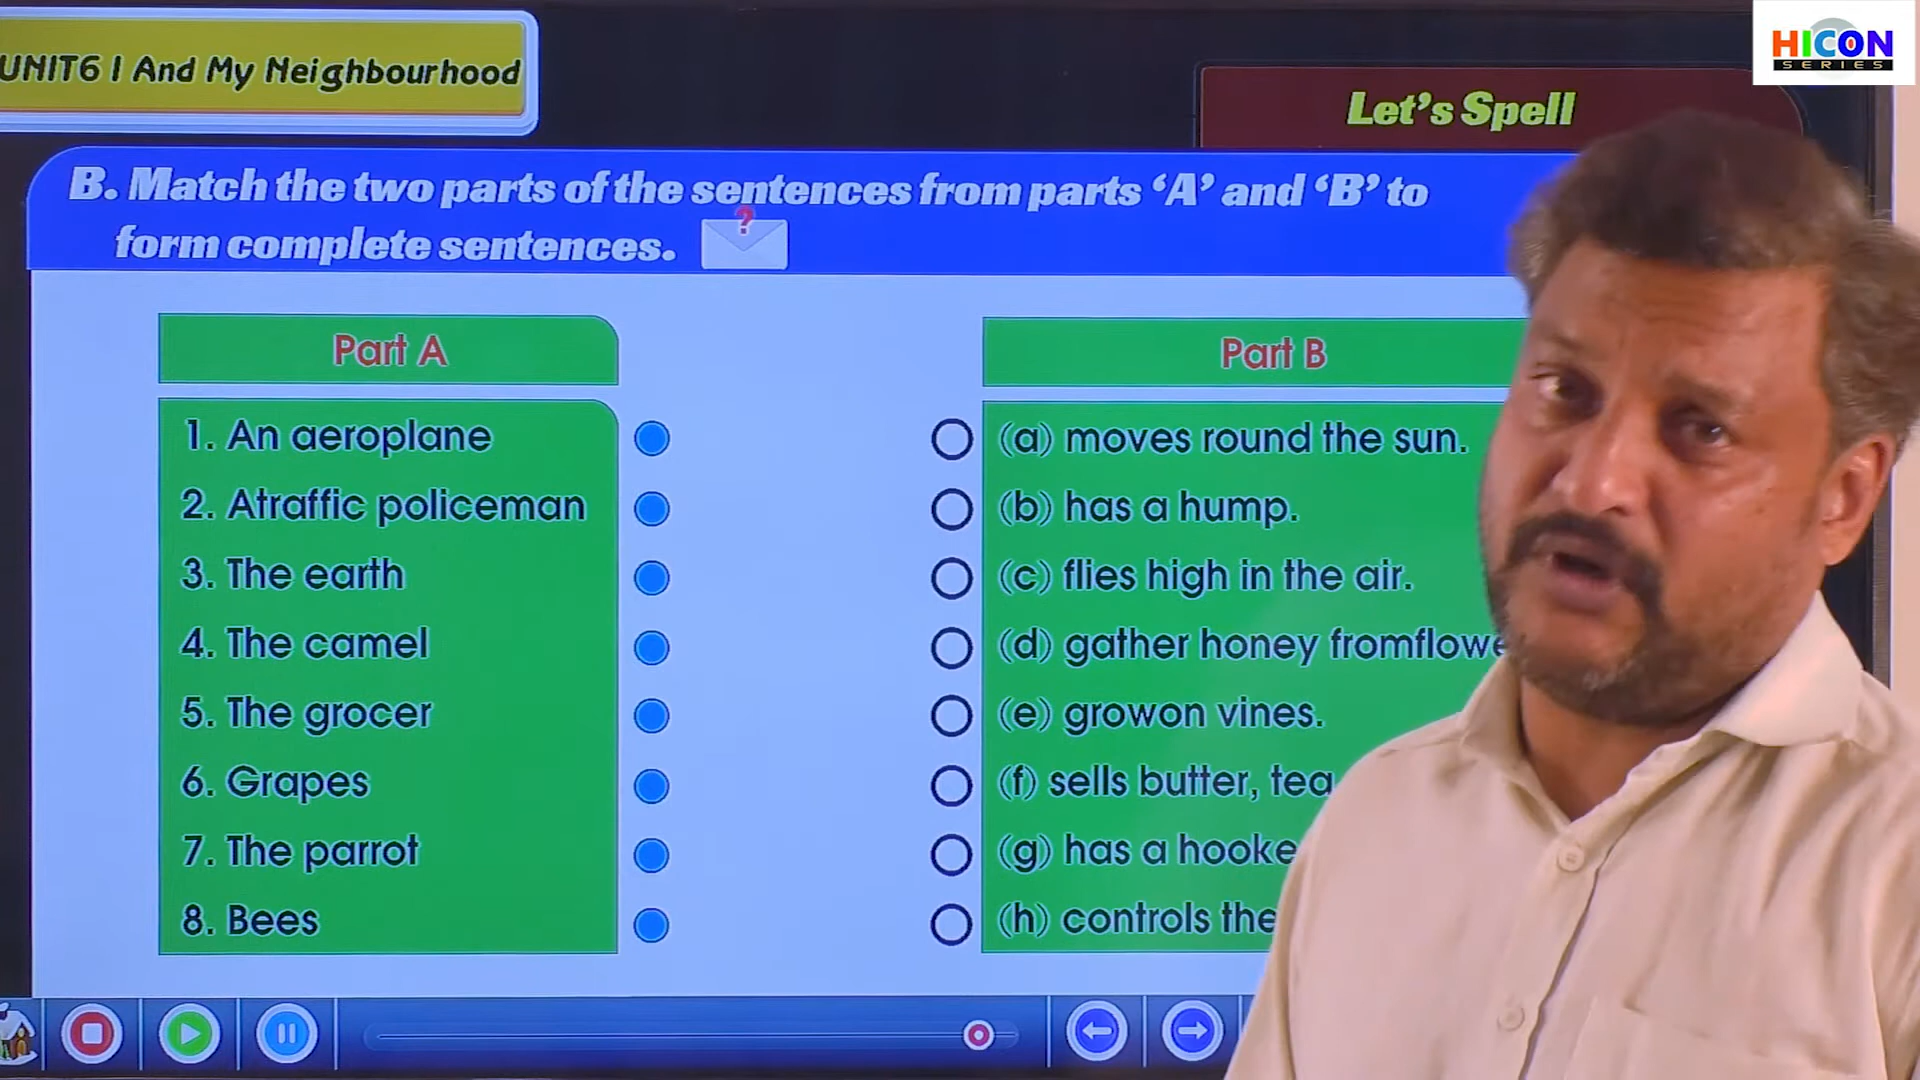 UNIT6 I And My Neighbourhood
HICON
SERIES
Let's Spell
B. Match the two parts of the sentences from parts 'A' and 'B' to
form complete sentences.
?
Part A
1. An aeroplane
2. Atraffic policeman
3. The earth
4. The camel
5. The grocer
6. Grapes
7. The parrot
8. Bees
Part B
(a) moves round the sun.
(b) has a hump.
(c) flies high in the air.
(d) gather honey fromflowe
(e) growon vines.
(f) sells butter, tea
(g) has a hooke
(h) controls the